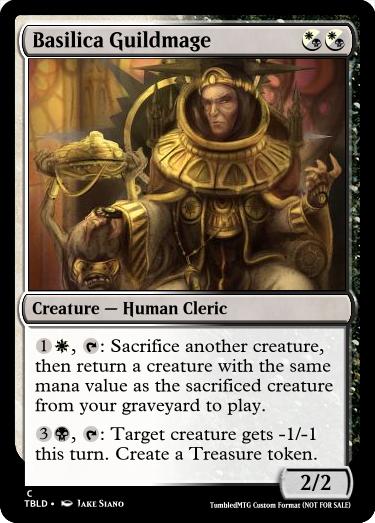 Basilica Guildmage
Creature — Human Cleric
1, : Sacrifice another creature,
then return a creature with the same
mana value as the sacrificed creature
from your graveyard to play.
3, : Target creature gets -1/-1
this turn. Create a Treasure token.
2/2
C
TBLD • Jake Siano
TumbledMTG Custom Format (NOT FOR SALE)